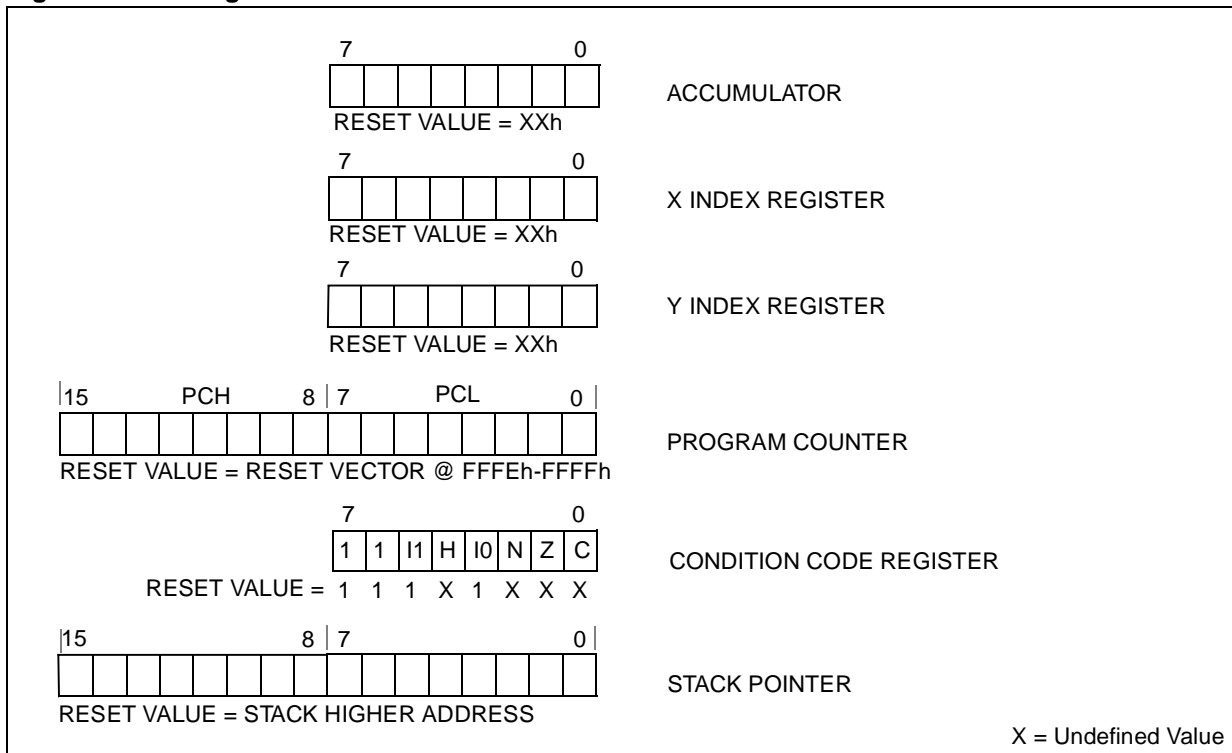 7 0
ACCUMULATOR
RESET VALUE = XXh
7 0
X INDEX REGISTER
RESET VALUE = XXh
7 0
Y INDEX REGISTER
RESET VALUE = XXh
15 PCH 8 7 PCL 0
PROGRAM COUNTER
RESET VALUE = RESET VECTOR @ FFFEh-FFFFh
7 0
1 1 I1 H I0 N Z C
CONDITION CODE REGISTER
RESET VALUE = 1 1 1 X 1 X X X
15 8 7 0
STACK POINTER
RESET VALUE = STACK HIGHER ADDRESS
X = Undefined Value